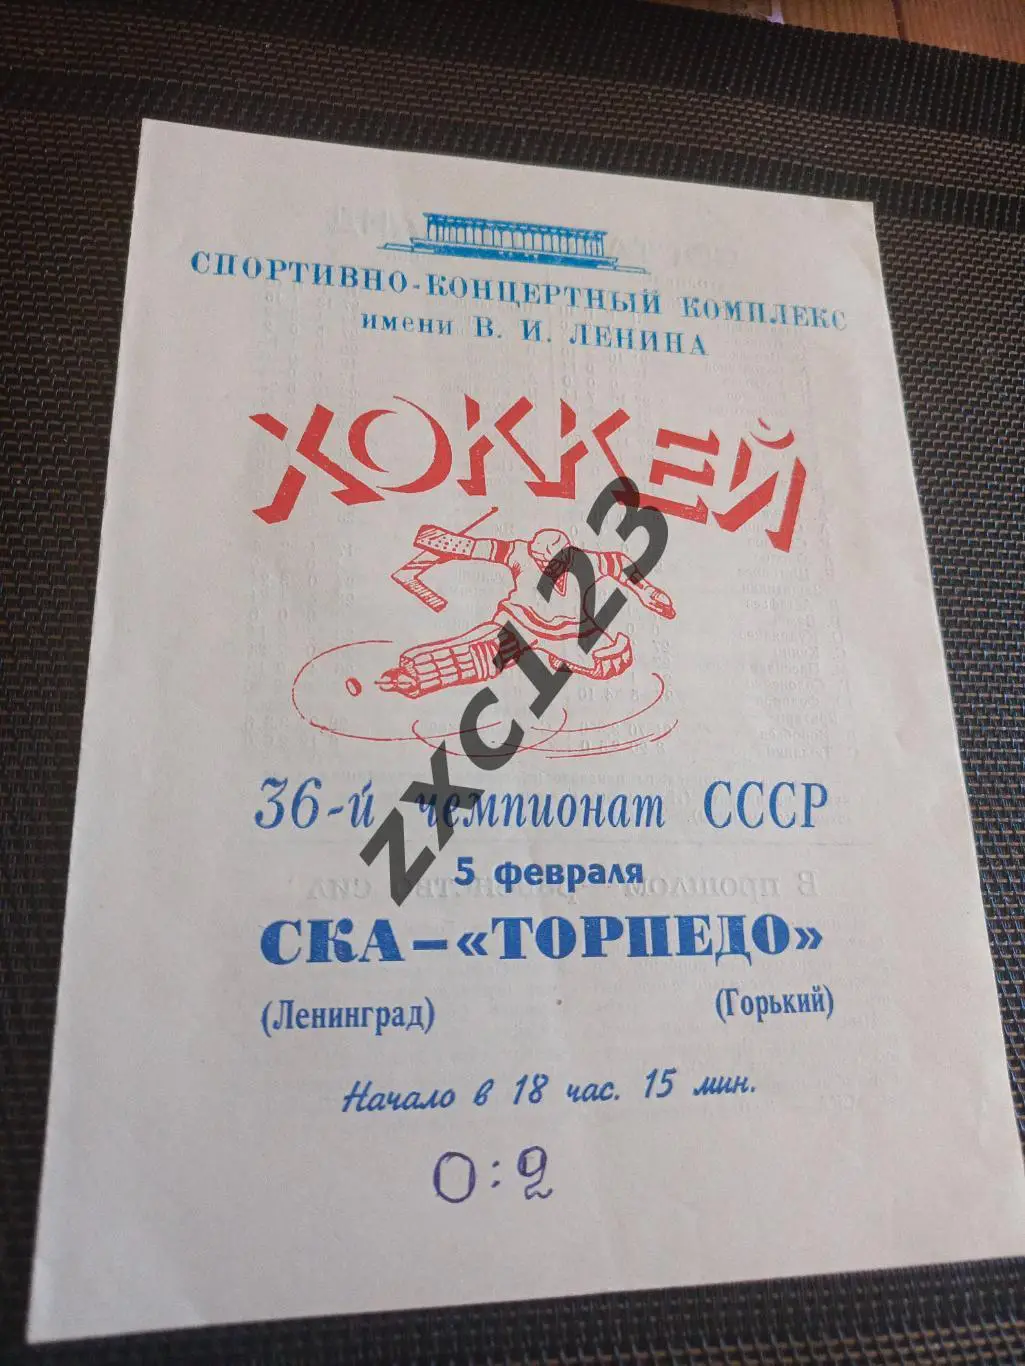 СПОРТИВНО-КОНЦЕРТНЫЙ КОМПЛЕКС
имени В. И. ЛЕНИНА
ХОККЕЙ
zxc123
36-й чемпионат СССР
5 февраля
СКА – «ТОРПЕДО»
(Ленинград) (Горький)
Начало в 18 час. 15 мин.
0:2